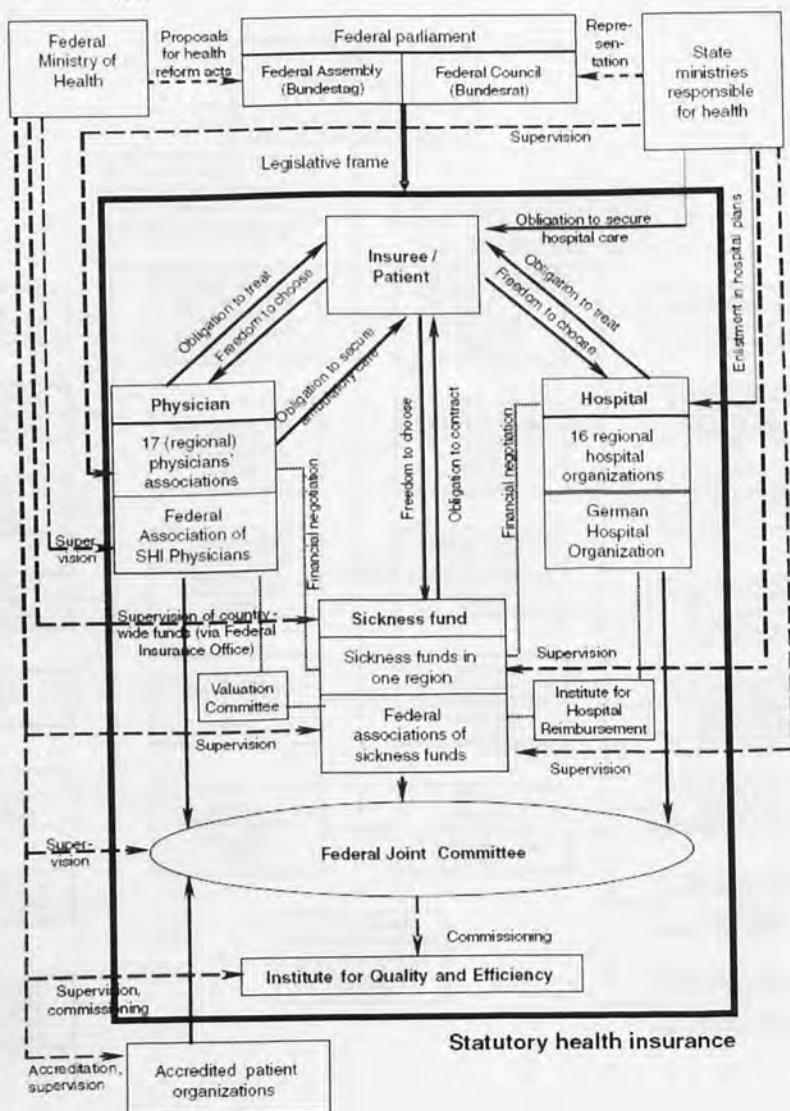 Federal
Ministry of
Health
Proposals
for health
reform acts
Federal parliament
Federal Assembly
(Bundestag)
Federal Council
(Bundesrat)
Repre-
sen-
tation
State
ministries
responsible
for health
Supervision
Legislative frame
Insuree /
Patient
Obligation to secure
hospital care
Enlistment in hospital plans
Obligation to treat
Freedom to choose
Obligation to secure
ambulatory care
Obligation to treat
Freedom to choose
Physician
17 (regional)
physicians'
associations
Federal
Association of
SHI Physicians
Super
vision
Financial negotiation
Freedom to choose
Obligation to contract
Financial negotiation
Hospital
16 regional
hospital
organizations
German
Hospital
Organization
Supervision of country-
wide funds (via Federal
Insurance Office)
Sickness fund
Sickness funds in
one region
Federal
associations of
sickness funds
Supervision
Valuation
Committee
Institute for
Hospital
Reimbursement
Supervision
Supervision
Super-
vision
Federal Joint Committee
Commissioning
Institute for Quality and Efficiency
Supervision,
commissioning
Statutory health insurance
Accreditation,
supervision
Accredited patient
organizations